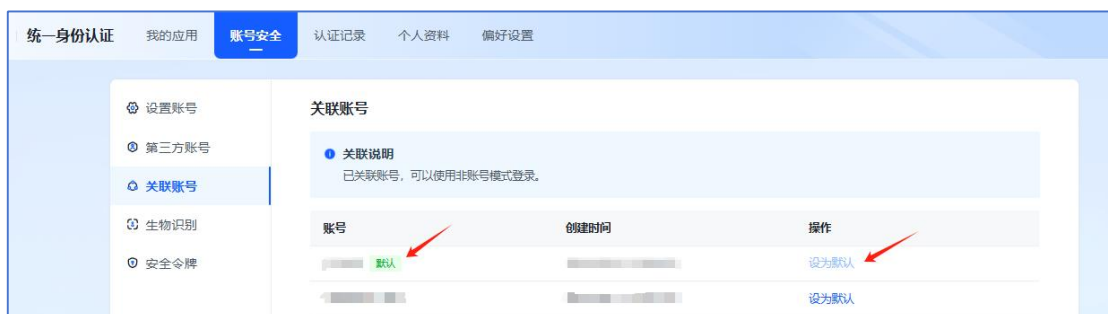 统一身份认证 我的应用 账号安全 认证记录 个人资料 偏好设置
设置账号
第三方账号
关联账号
生物识别
安全令牌
关联账号
关联说明
已关联账号，可以使用非账号模式登录。
账号 创建时间 操作
默认 设为默认
设为默认